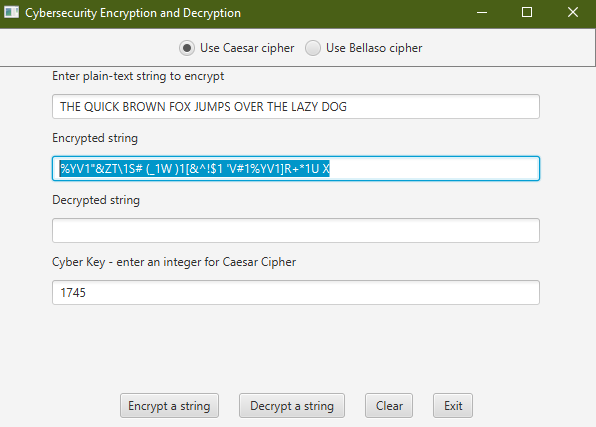 Cybersecurity Encryption and Decryption
Use Caesar cipher Use Bellaso cipher
Enter plain-text string to encrypt
THE QUICK BROWN FOX JUMPS OVER THE LAZY DOG
Encrypted string
%YV1"&ZT\1S# (_1W )1[&^!$1 'V#1%YV1]R+*1U X
Decrypted string
Cyber Key - enter an integer for Caesar Cipher
1745
Encrypt a string Decrypt a string Clear Exit